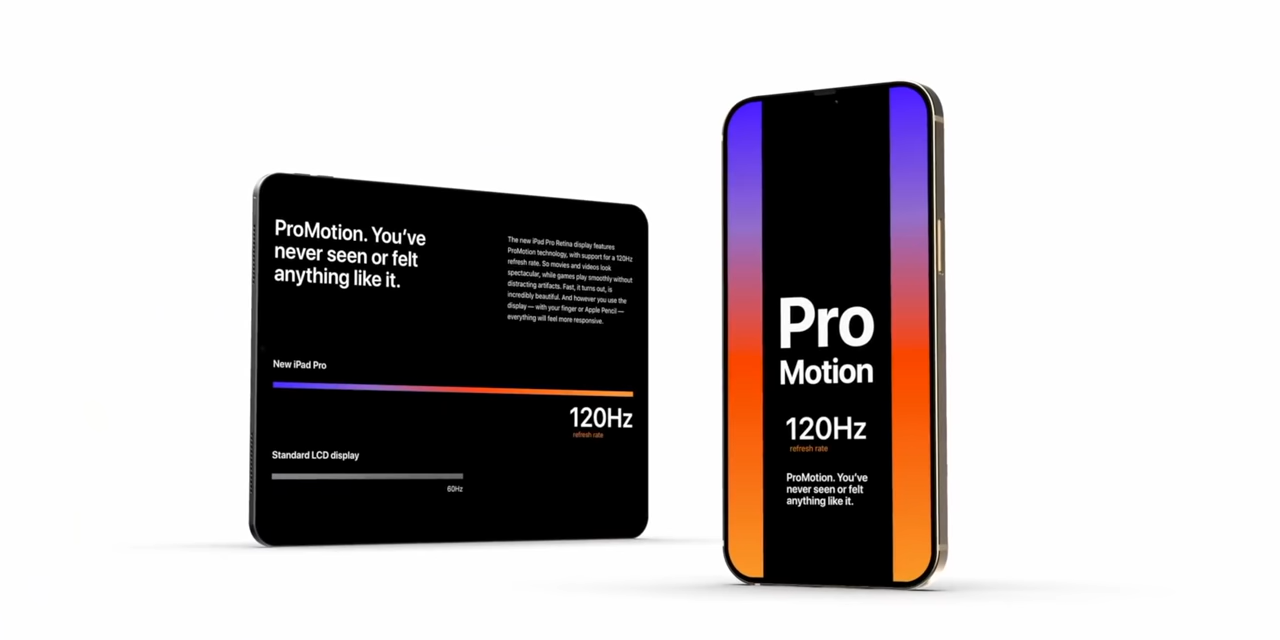 ProMotion. You’ve
never seen or felt
anything like it.
The new iPad Pro Retina display features
ProMotion technology, with support for a 120Hz
refresh rate. So movies and videos look
spectacular, while games play smoothly without
distracting artifacts. Fast, it turns out, is
incredibly beautiful. And however you use the
display — with your finger or Apple Pencil —
everything will feel more responsive.
New iPad Pro
120Hz
refresh rate
Standard LCD display
60Hz
Pro
Motion
120Hz
refresh rate
ProMotion. You’ve
never seen or felt
anything like it.